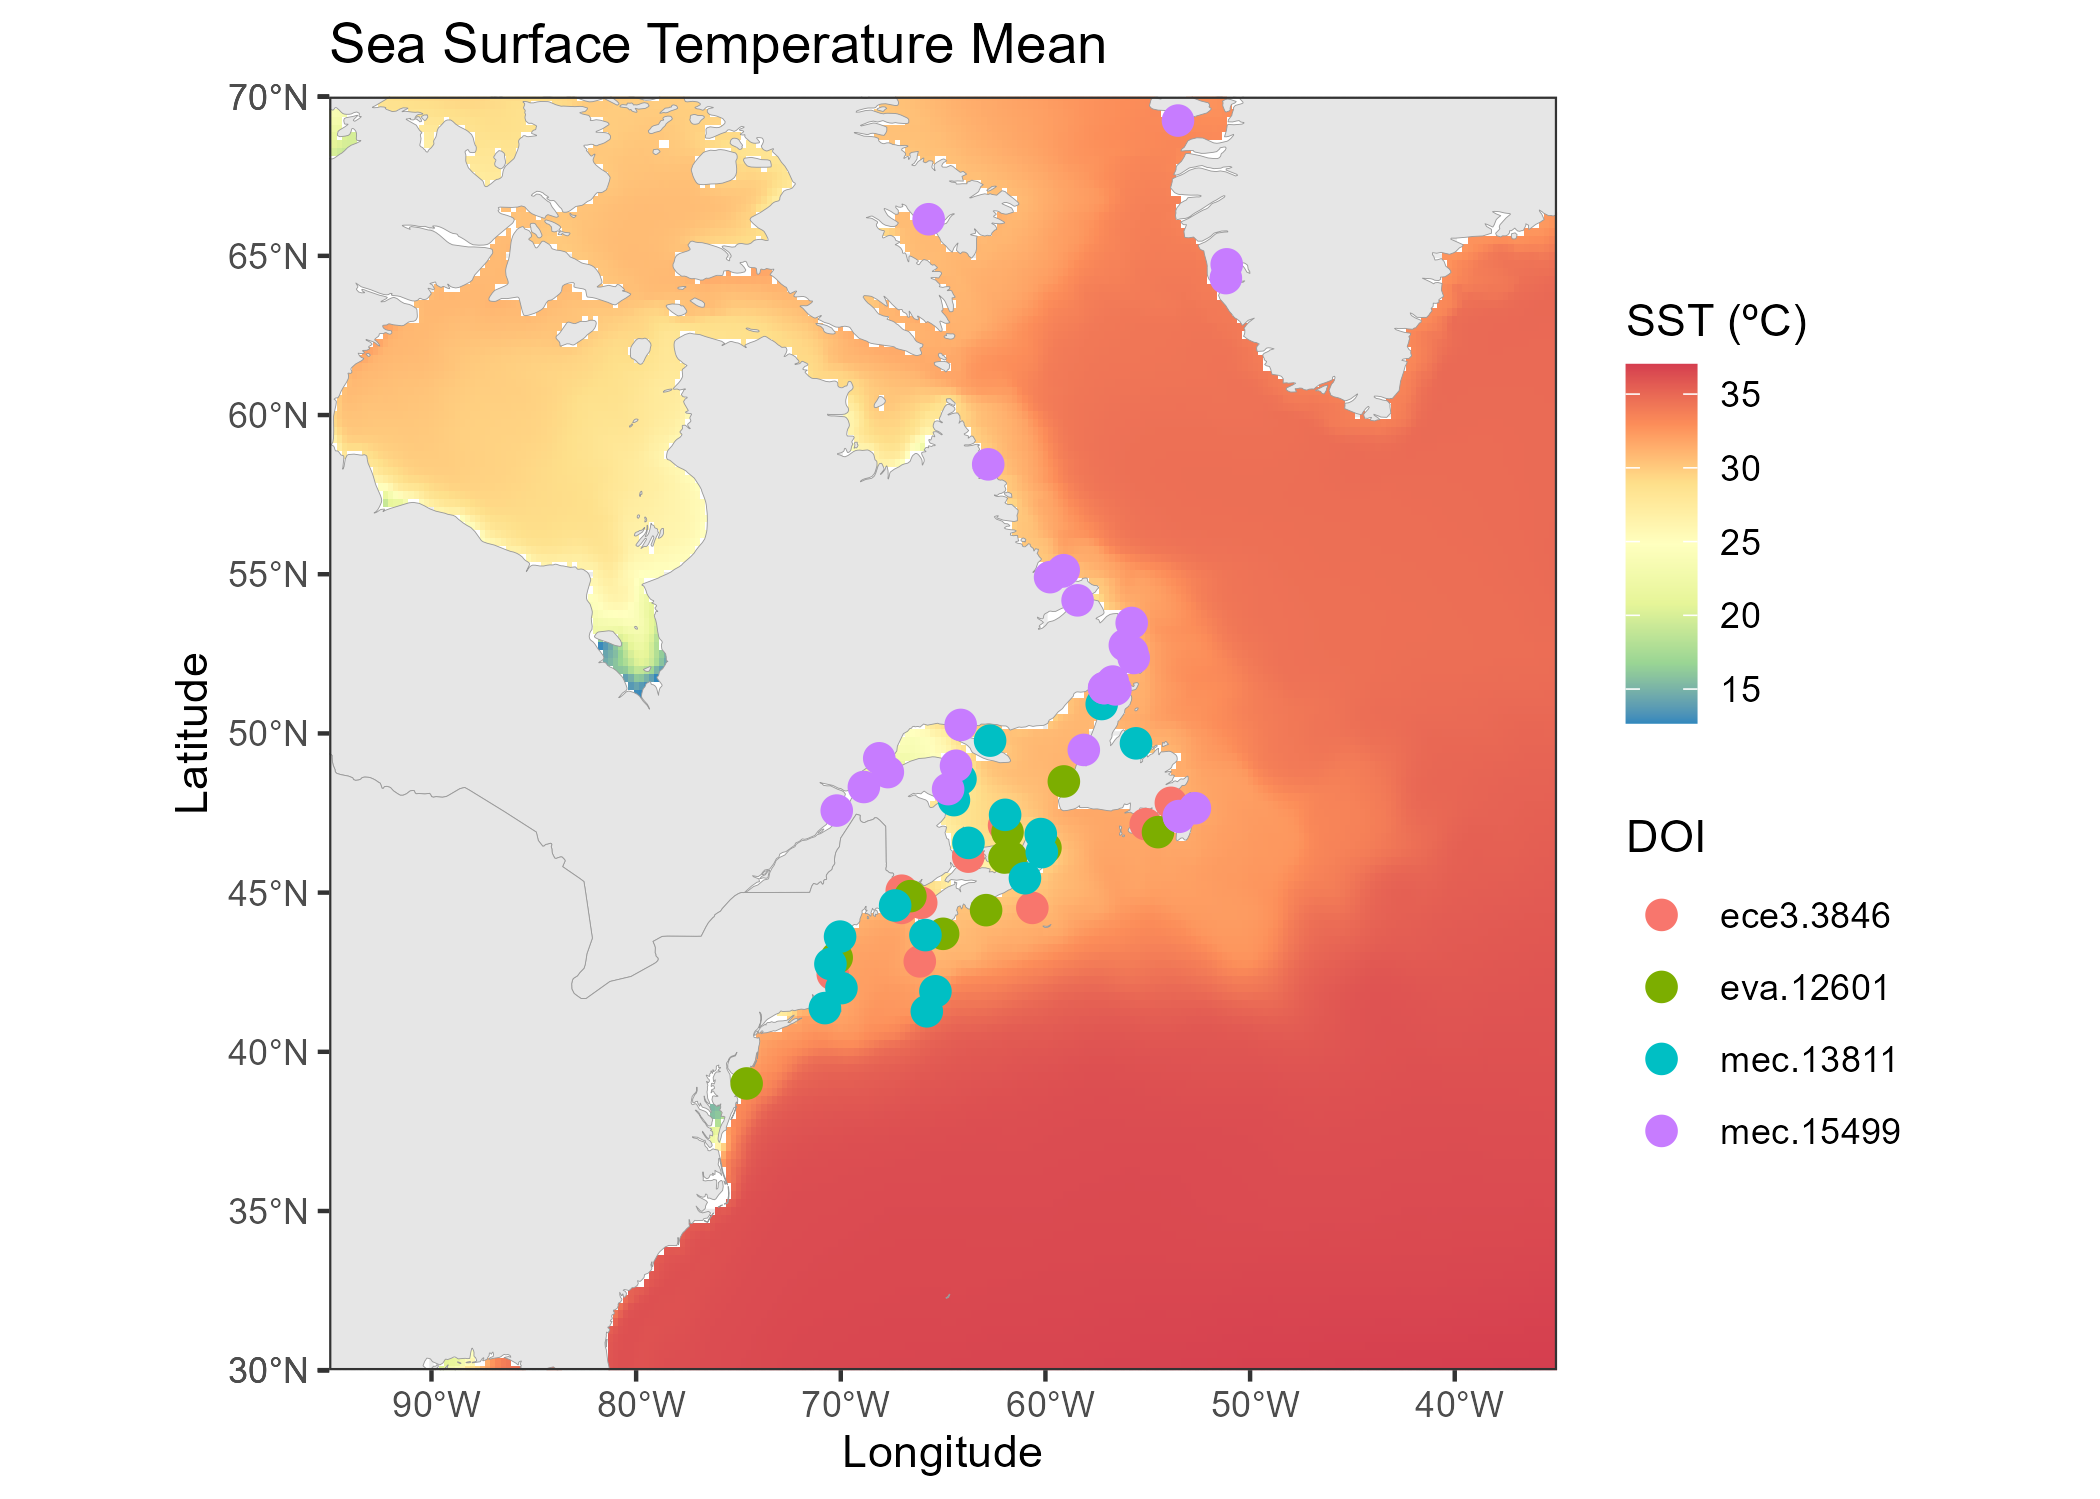 Sea Surface Temperature Mean
70°N
65°N
60°N
55°N
50°N
45°N
40°N
35°N
30°N
Latitude
90°W 80°W 70°W 60°W 50°W 40°W
Longitude
SST (ºC)
35
30
25
20
15
DOI
ece3.3846
eva.12601
mec.13811
mec.15499